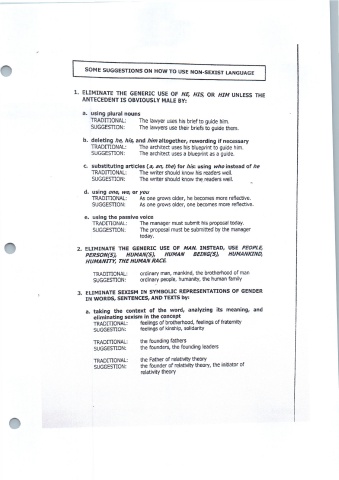 SOME SUGGESTIONS ON HOW TO USE NON-SEXIST LANGUAGE
1. ELIMINATE THE GENERIC USE OF HE, HIS, OR HIM UNLESS THE
ANTECEDENT IS OBVIOUSLY MALE BY:
a. using plural nouns
TRADITIONAL: The lawyer uses his brief to guide him.
SUGGESTION: The lawyers use their briefs to guide them.
b. deleting he, his, and him altogether, rewording if necessary
TRADITIONAL: The architect uses his blueprint to guide him.
SUGGESTION: The architect uses a blueprint as a guide.
c. substituting articles (a, an, the) for his; using who instead of he
TRADITIONAL: The writer should know his readers well.
SUGGESTION: The writer should know the readers well.
d. using one, we, or you
TRADITIONAL: As one grows older, he becomes more reflective.
SUGGESTION: As one grows older, one becomes more reflective.
e. using the passive voice
TRADITIONAL: The manager must submit his proposal today.
SUGGESTION: The proposal must be submitted by the manager
today.
2. ELIMINATE THE GENERIC USE OF MAN. INSTEAD, USE PEOPLE,
PERSON(S), HUMAN(S), HUMAN BEING(S), HUMANKIND,
HUMANITY, THE HUMAN RACE.
TRADITIONAL: ordinary man, mankind, the brotherhood of man
SUGGESTION: ordinary people, humanity, the human family
3. ELIMINATE SEXISM IN SYMBOLIC REPRESENTATIONS OF GENDER
IN WORDS, SENTENCES, AND TEXTS by:
a. taking the context of the word, analyzing its meaning, and
eliminating sexism in the concept
TRADITIONAL: feelings of brotherhood, feelings of fraternity
SUGGESTION: feelings of kinship, solidarity
TRADITIONAL: the founding fathers
SUGGESTION: the founders, the founding leaders
TRADITIONAL: the Father of relativity theory
SUGGESTION: the founder of relativity theory, the initiator of
relativity theory